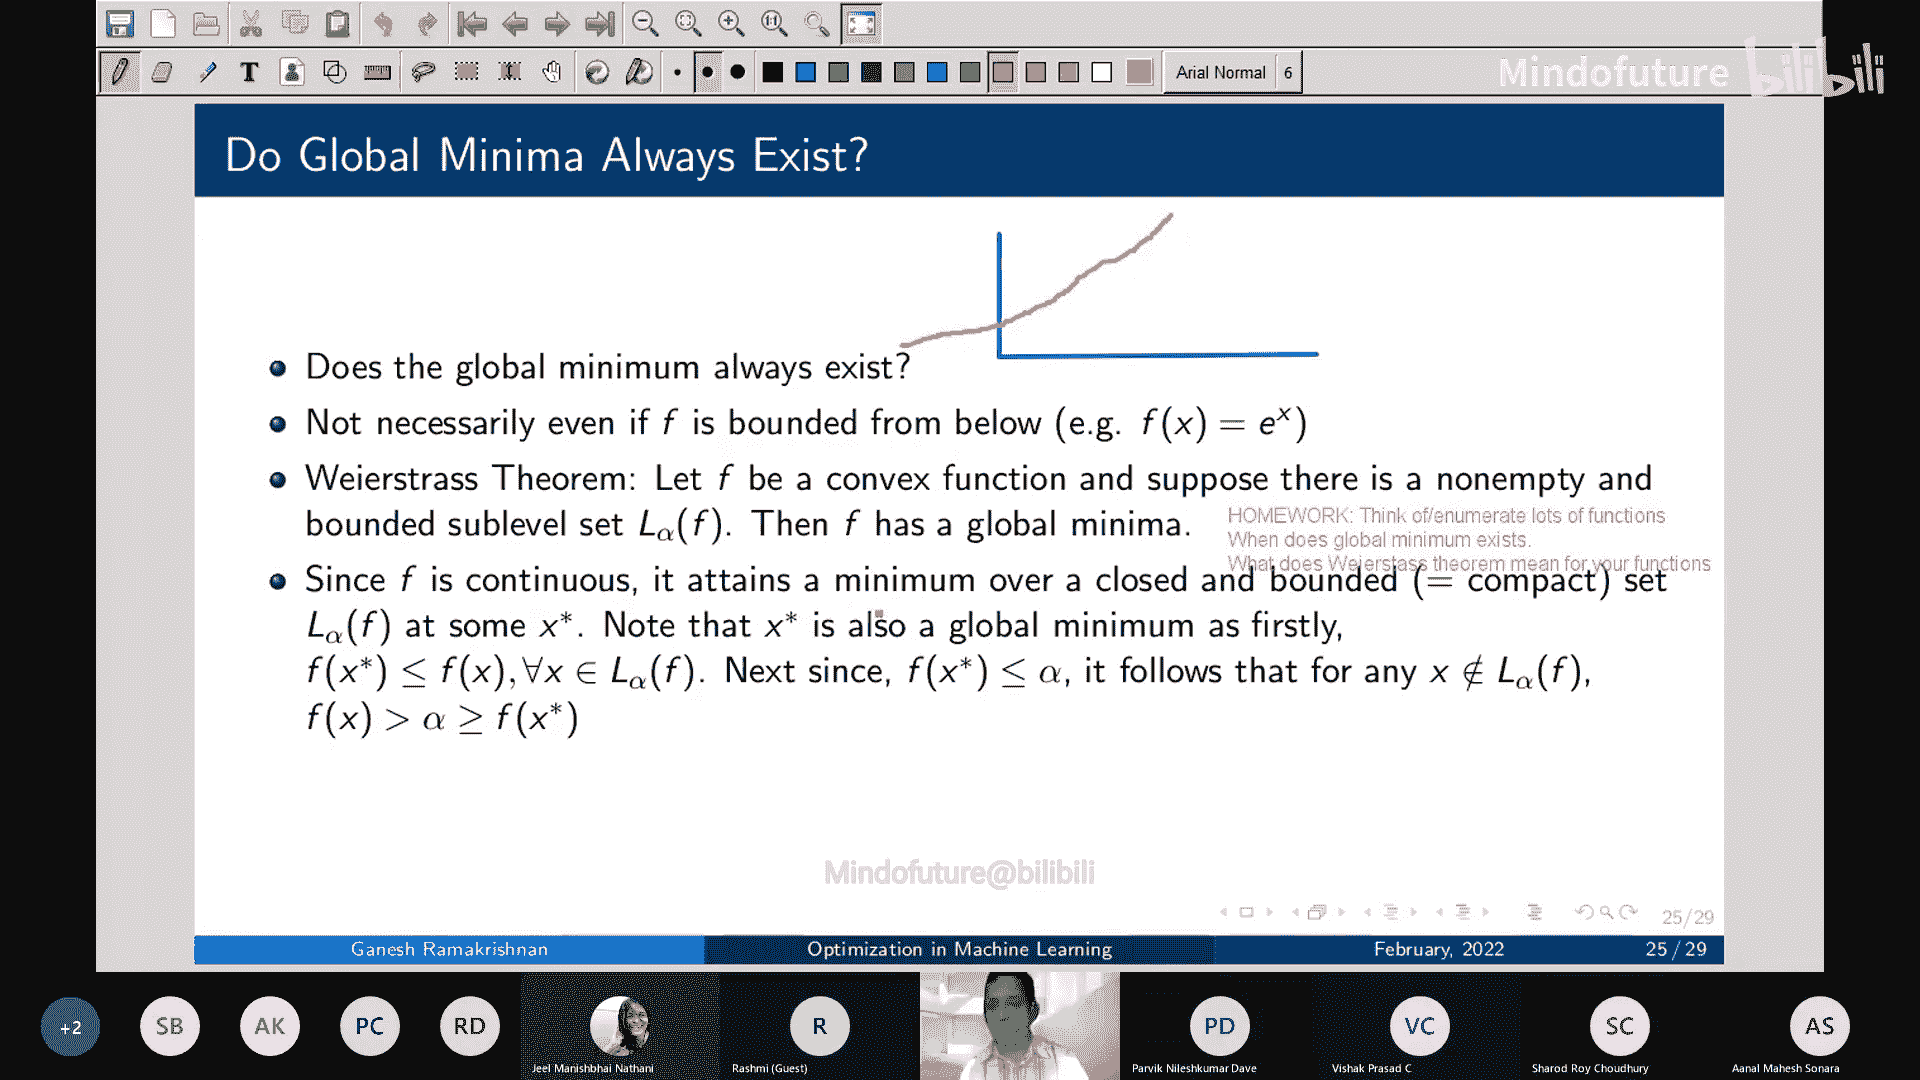 Arial Normal 6
Mindofuture bilibili
Do Global Minima Always Exist?
Does the global minimum always exist?
Not necessarily even if f is bounded from below (e.g. f(x) = eˣ)
Weierstrass Theorem: Let f be a convex function and suppose there is a nonempty and
bounded sublevel set Lα(f). Then f has a global minima.
HOMEWORK: Think of/enumerate lots of functions
When does global minimum exists.
What does Weierstass theorem mean for your functions
Since f is continuous, it attains a minimum over a closed and bounded (= compact) set
Lα(f) at some x*. Note that x* is also a global minimum as firstly,
f(x*) ≤ f(x), ∀x ∈ Lα(f). Next since, f(x*) ≤ α, it follows that for any x ∉ Lα(f),
f(x) > α ≥ f(x*)
Mindofuture@bilibili
25/29
Ganesh Ramakrishnan Optimization in Machine Learning February, 2022 25 / 29
+2 SB AK PC RD R PD VC SC AS
Jeel Manishbhai Nathani Rashmi (Guest) Parvik Nileshkumar Dave Vishak Prasad C Sharod Roy Choudhury Aanal Mahesh Sonara